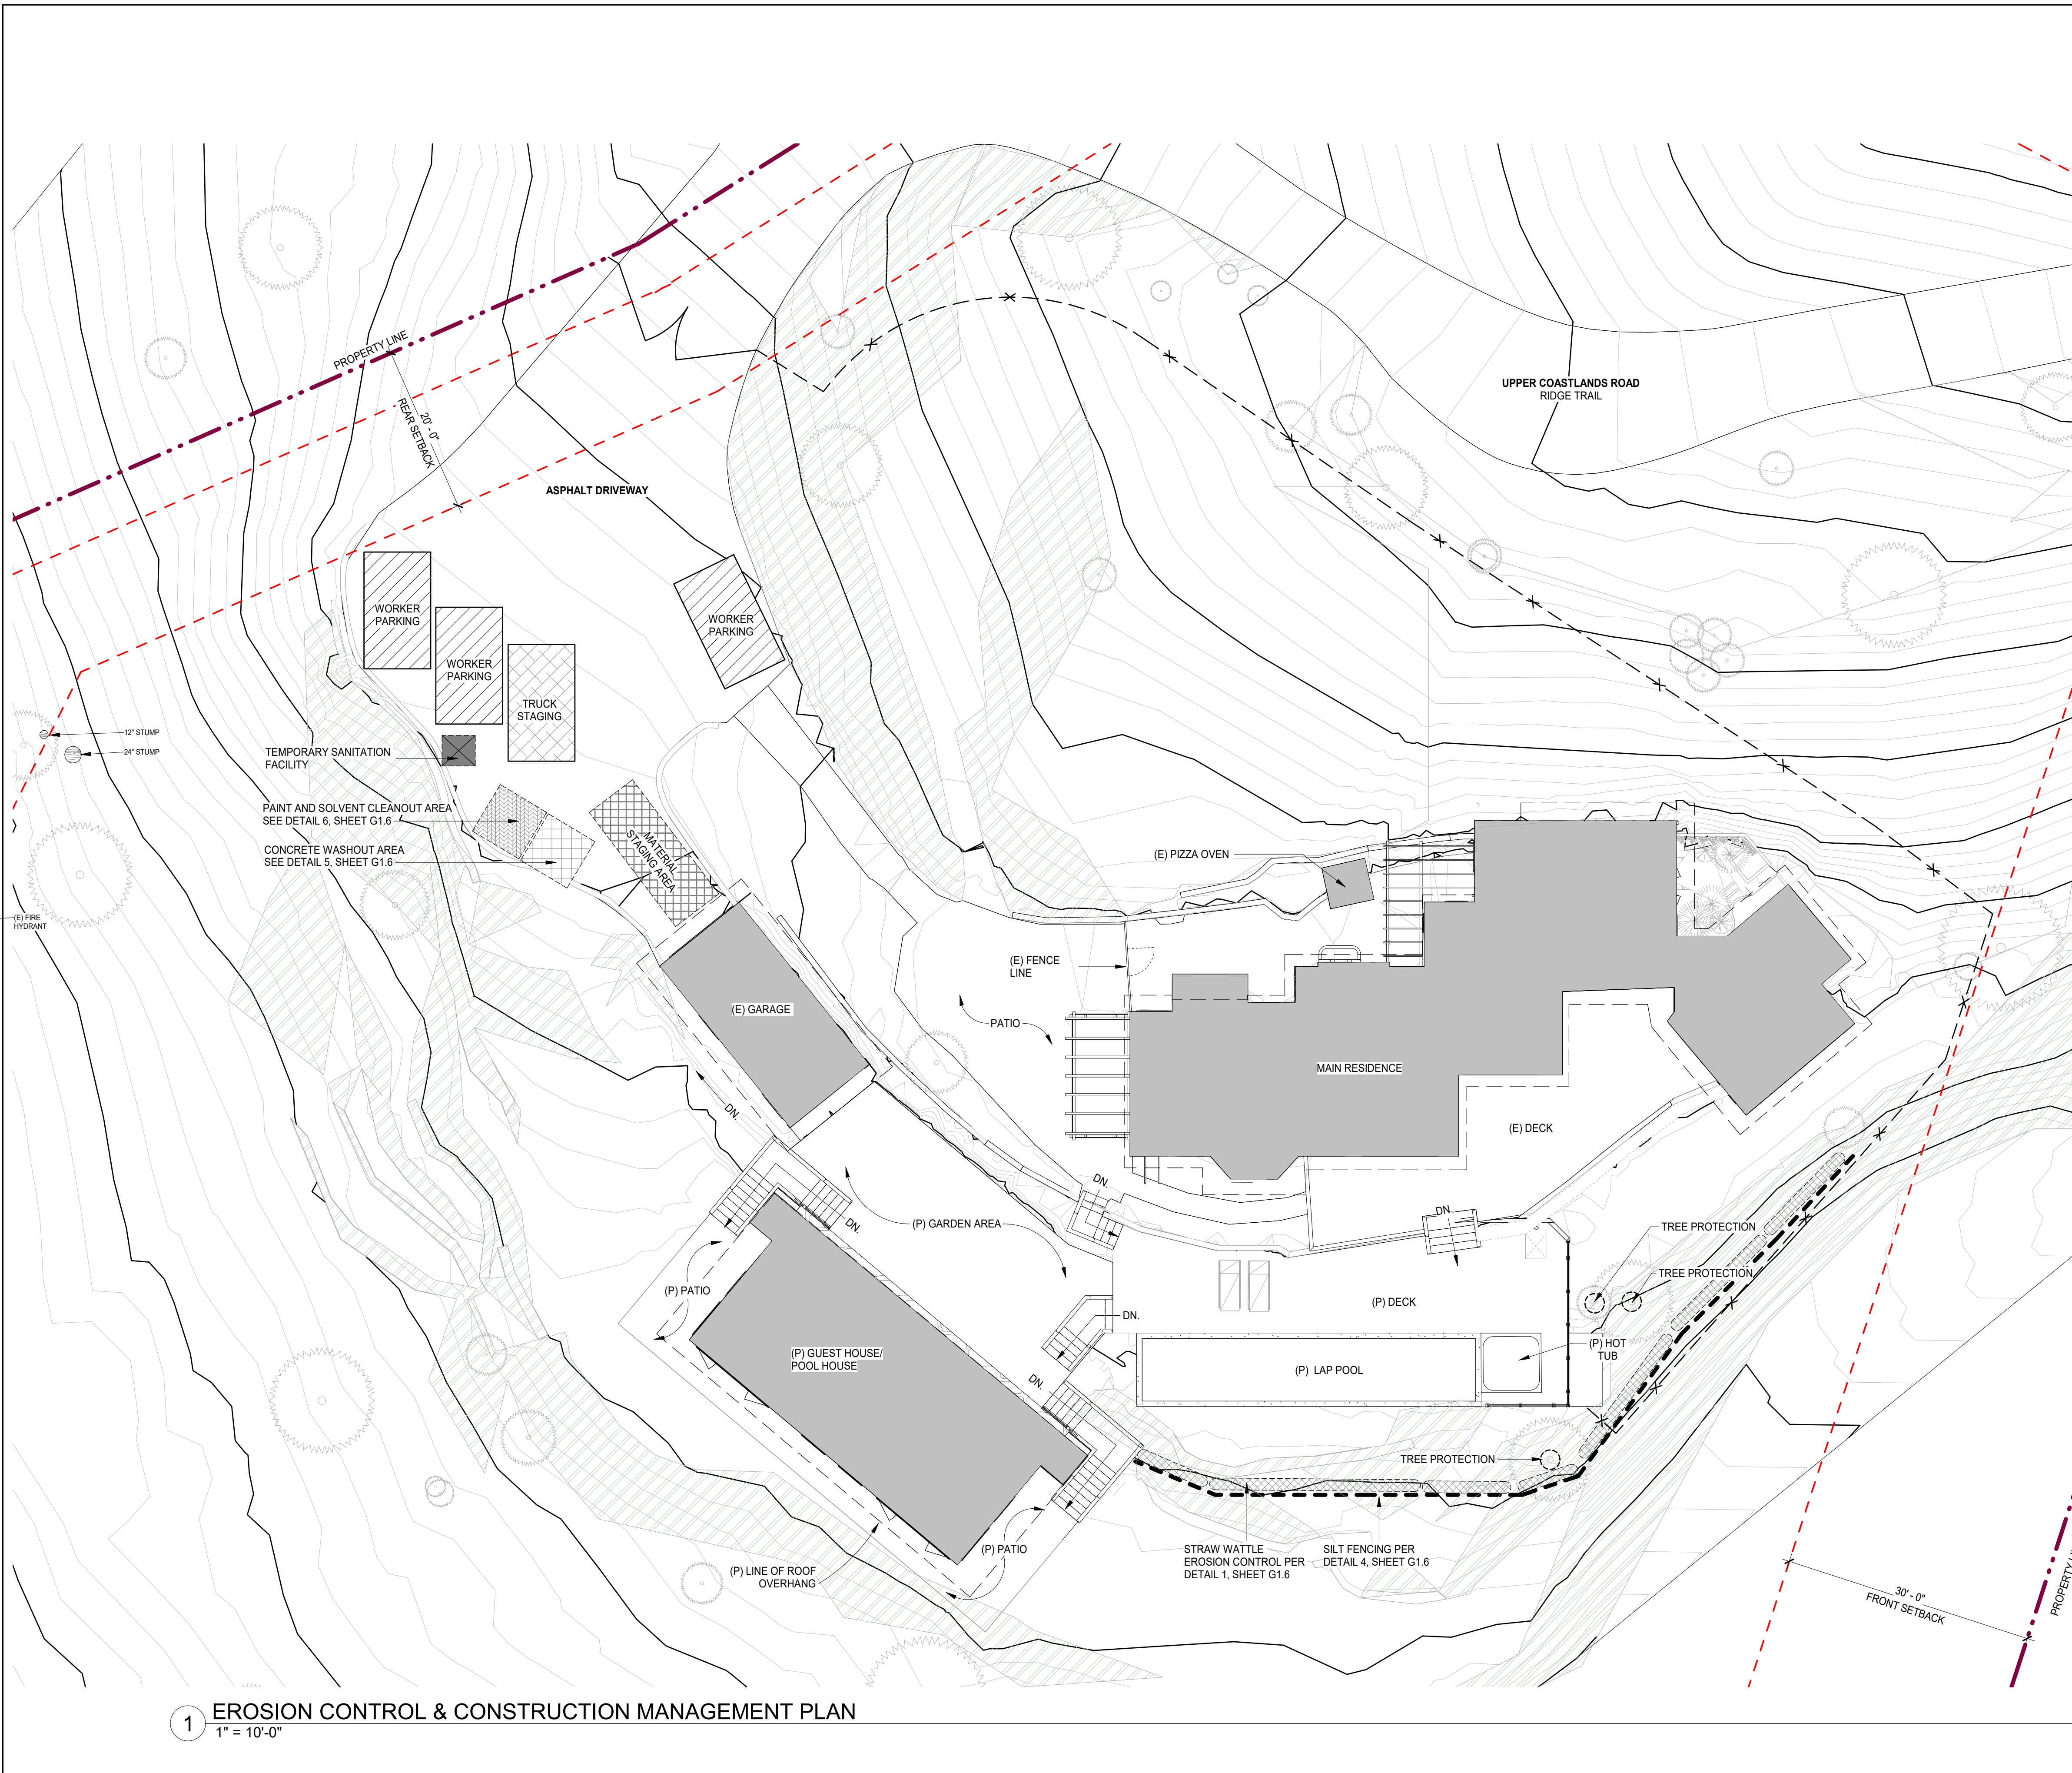 PROPERTY LINE
20' - 0"
REAR SETBACK
ASPHALT DRIVEWAY
UPPER COASTLANDS ROAD
RIDGE TRAIL
WORKER
PARKING
WORKER
PARKING
WORKER
PARKING
TRUCK
STAGING
12" STUMP
24" STUMP
TEMPORARY SANITATION
FACILITY
PAINT AND SOLVENT CLEANOUT AREA
SEE DETAIL 6, SHEET G1.6
CONCRETE WASHOUT AREA
SEE DETAIL 5, SHEET G1.6
MATERIAL
STAGING AREA
(E) PIZZA OVEN
(E) FIRE
HYDRANT
(E) FENCE
LINE
(E) GARAGE
PATIO
MAIN RESIDENCE
DN.
(E) DECK
DN.
DN.
DN.
(P) GARDEN AREA
TREE PROTECTION
TREE PROTECTION
(P) PATIO
(P) DECK
DN.
(P) GUEST HOUSE/
POOL HOUSE
(P) HOT
TUB
(P) LAP POOL
DN.
TREE PROTECTION
(P) PATIO
STRAW WATTLE
EROSION CONTROL PER
DETAIL 1, SHEET G1.6
SILT FENCING PER
DETAIL 4, SHEET G1.6
(P) LINE OF ROOF
OVERHANG
30' - 0"
FRONT SETBACK
PROPERTY
1
EROSION CONTROL & CONSTRUCTION MANAGEMENT PLAN
1" = 10'-0"